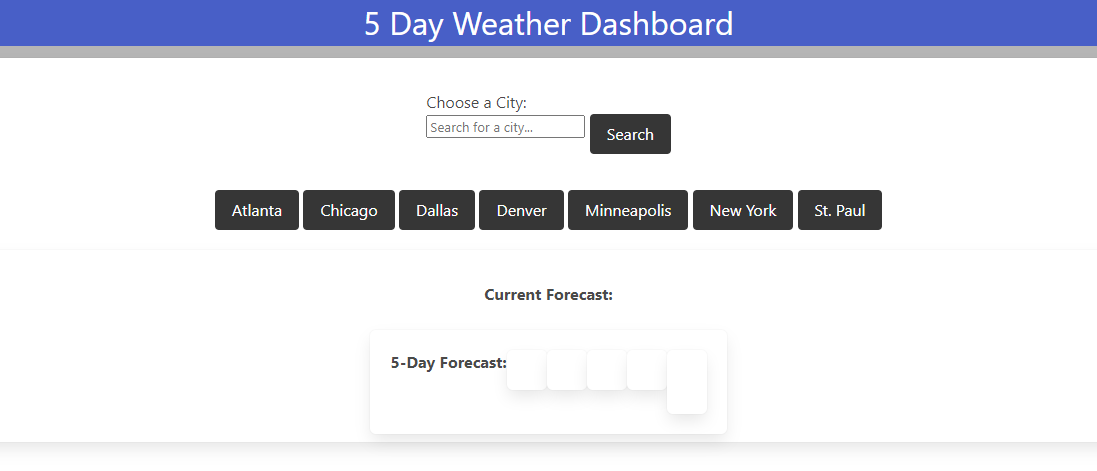 5 Day Weather Dashboard
Choose a City:
Search for a city...
Search
Atlanta Chicago Dallas Denver Minneapolis New York St. Paul
Current Forecast:
5-Day Forecast: